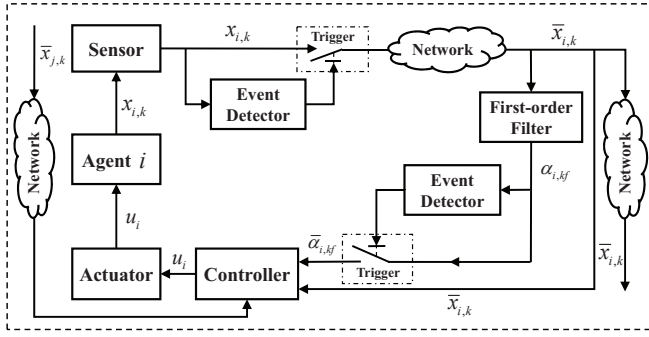 x̄_{j,k}
Sensor
x_{i,k}
Trigger
Network
x̄_{i,k}
Event
Detector
x_{i,k}
First-order
Filter
Network
Agent i
α_{i,kf}
Network
Event
Detector
u_i
ᾱ_{i,kf}
Trigger
x̄_{i,k}
Actuator
u_i
Controller
x̄_{i,k}